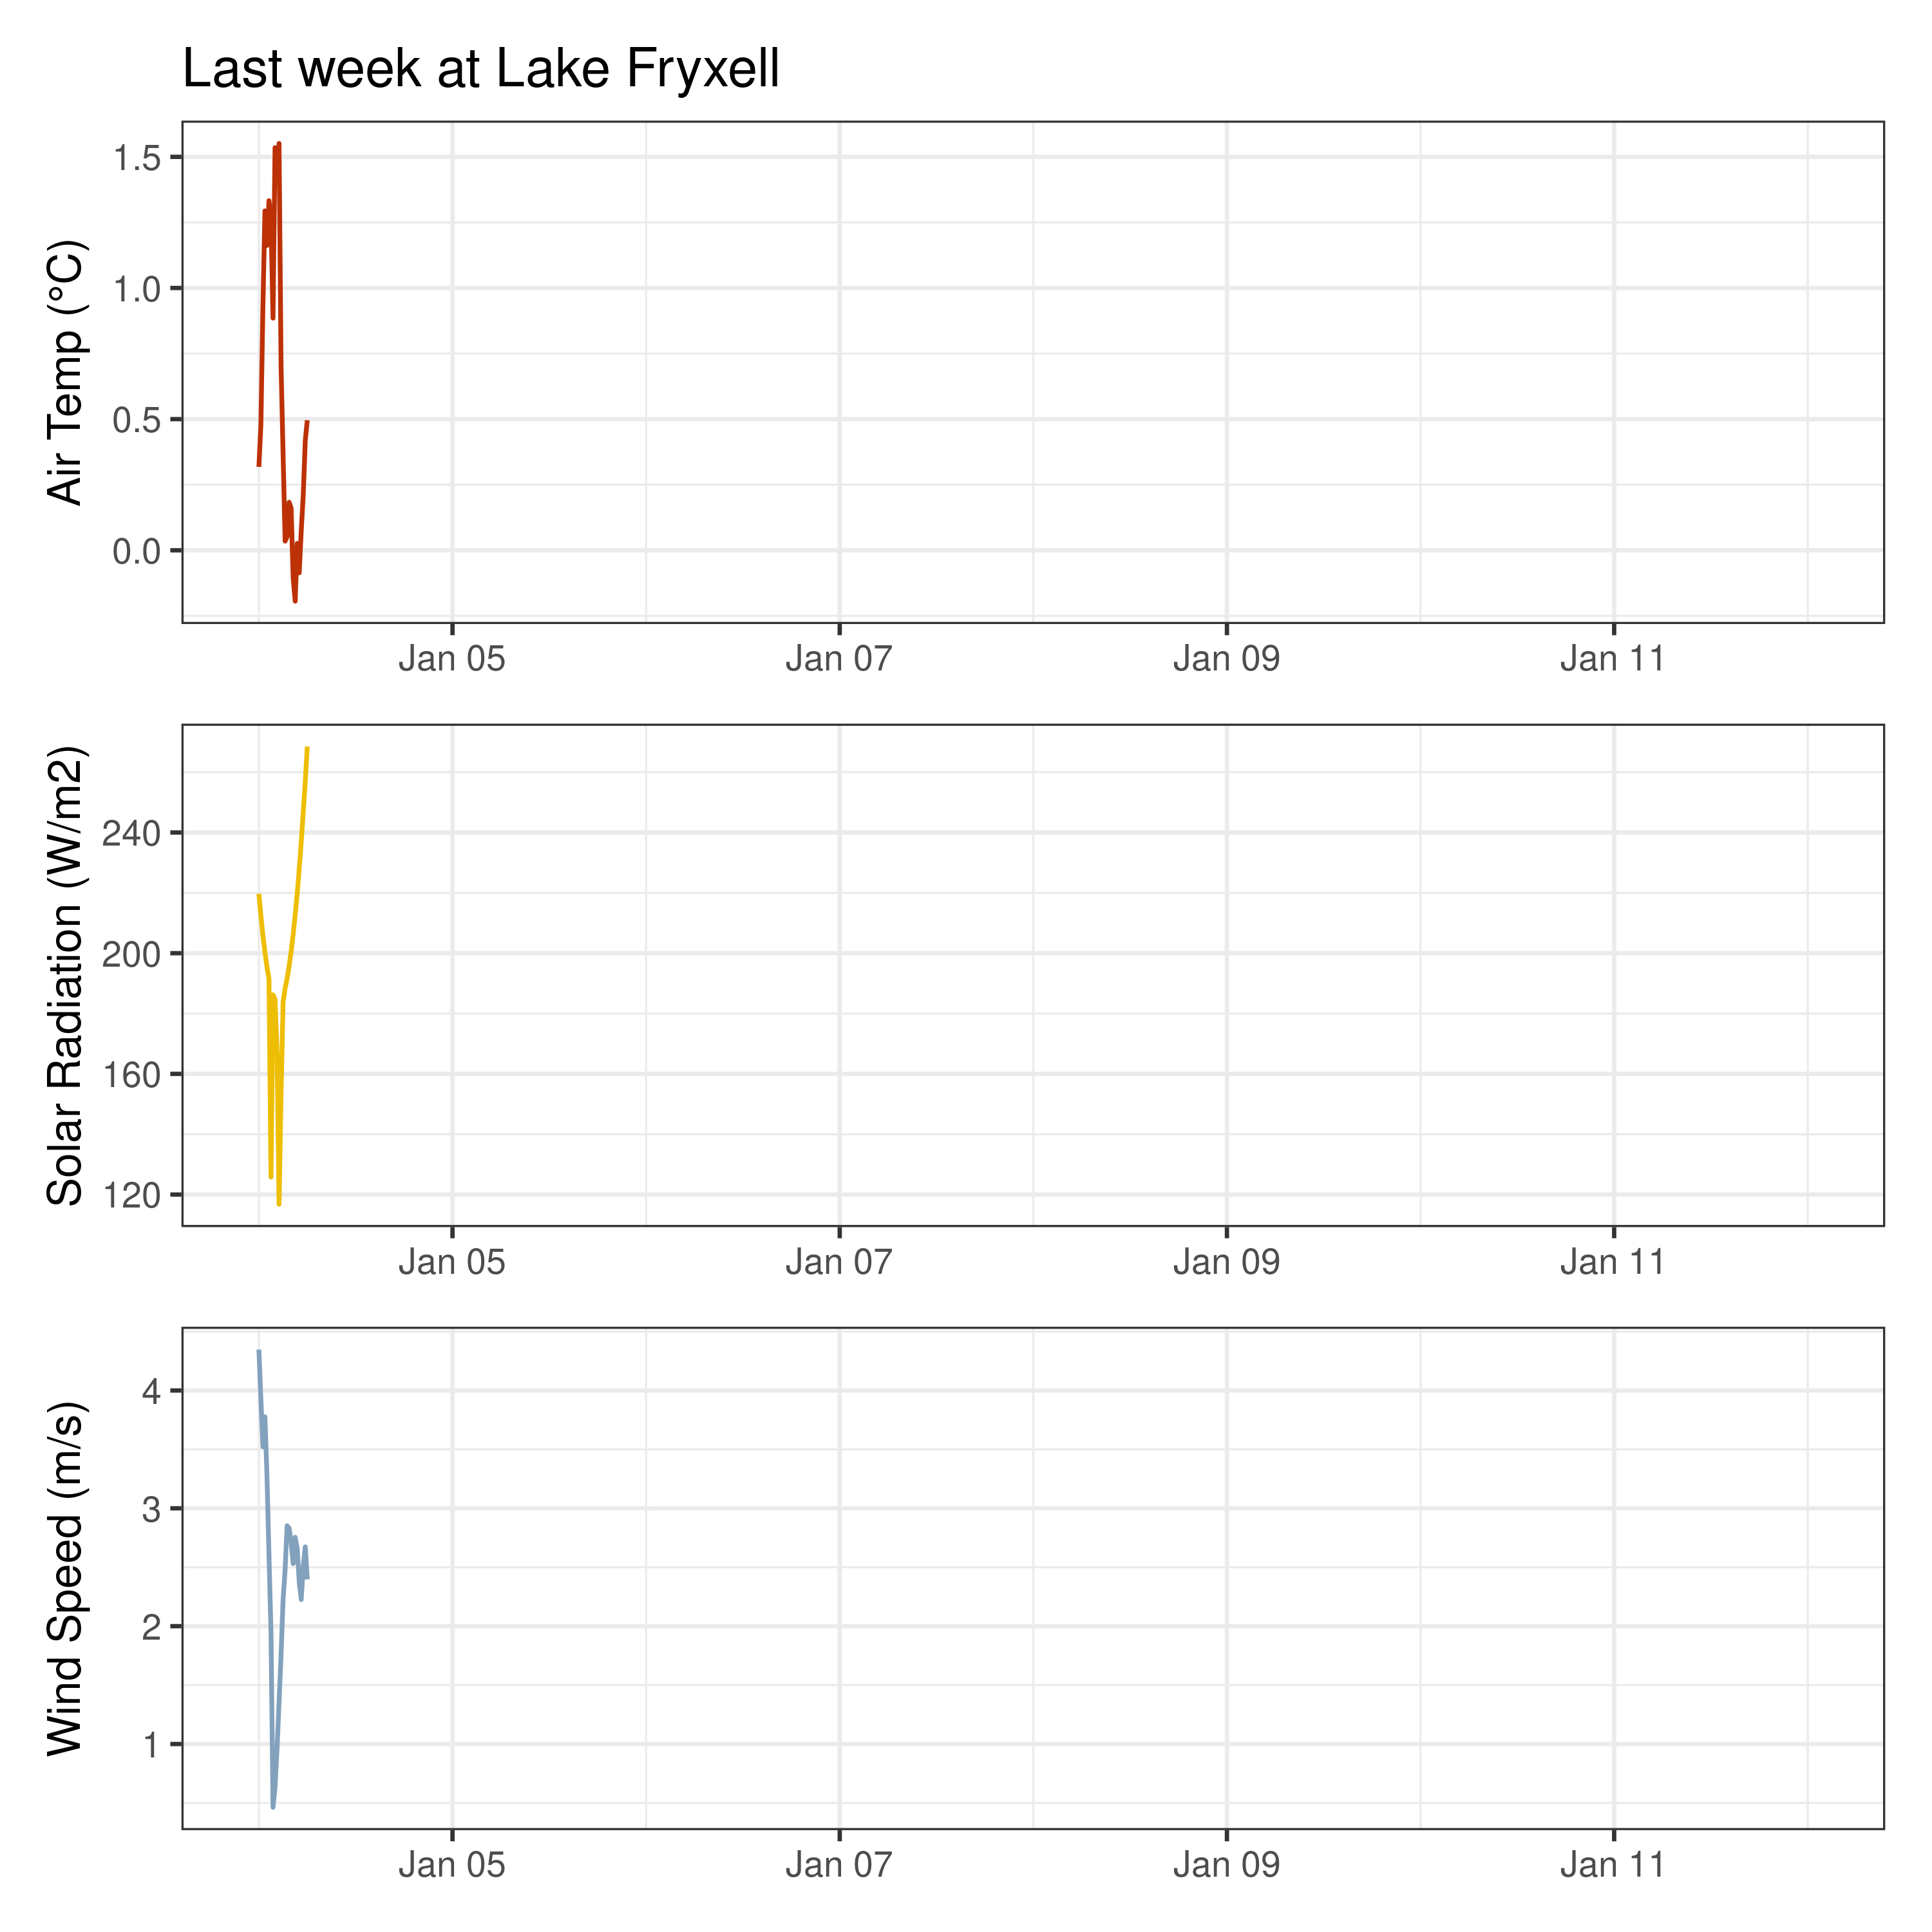 Last week at Lake Fryxell
Air Temp (°C)
1.5
1.0
0.5
0.0
Jan 05 Jan 07 Jan 09 Jan 11
Solar Radiation (W/m2)
240
200
160
120
Jan 05 Jan 07 Jan 09 Jan 11
Wind Speed (m/s)
4
3
2
1
Jan 05 Jan 07 Jan 09 Jan 11